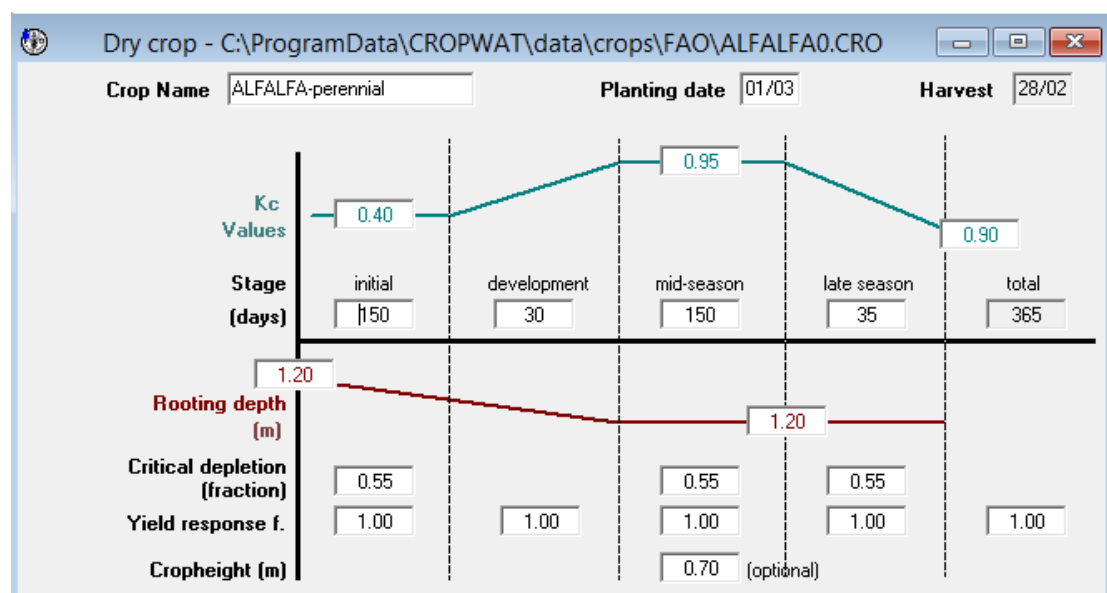 Dry crop - C:\ProgramData\CROPWAT\data\crops\FAO\ALFALFA0.CRO
Crop Name ALFALFA-perennial Planting date 01/03 Harvest 28/02
0.95
Kc
Values
0.40
0.90
Stage initial development mid-season late season total
(days) 150 30 150 35 365
1.20
Rooting depth
(m)
1.20
Critical depletion
(fraction)
0.55 0.55 0.55
Yield response f. 1.00 1.00 1.00 1.00 1.00
Cropheight (m) 0.70 (optional)